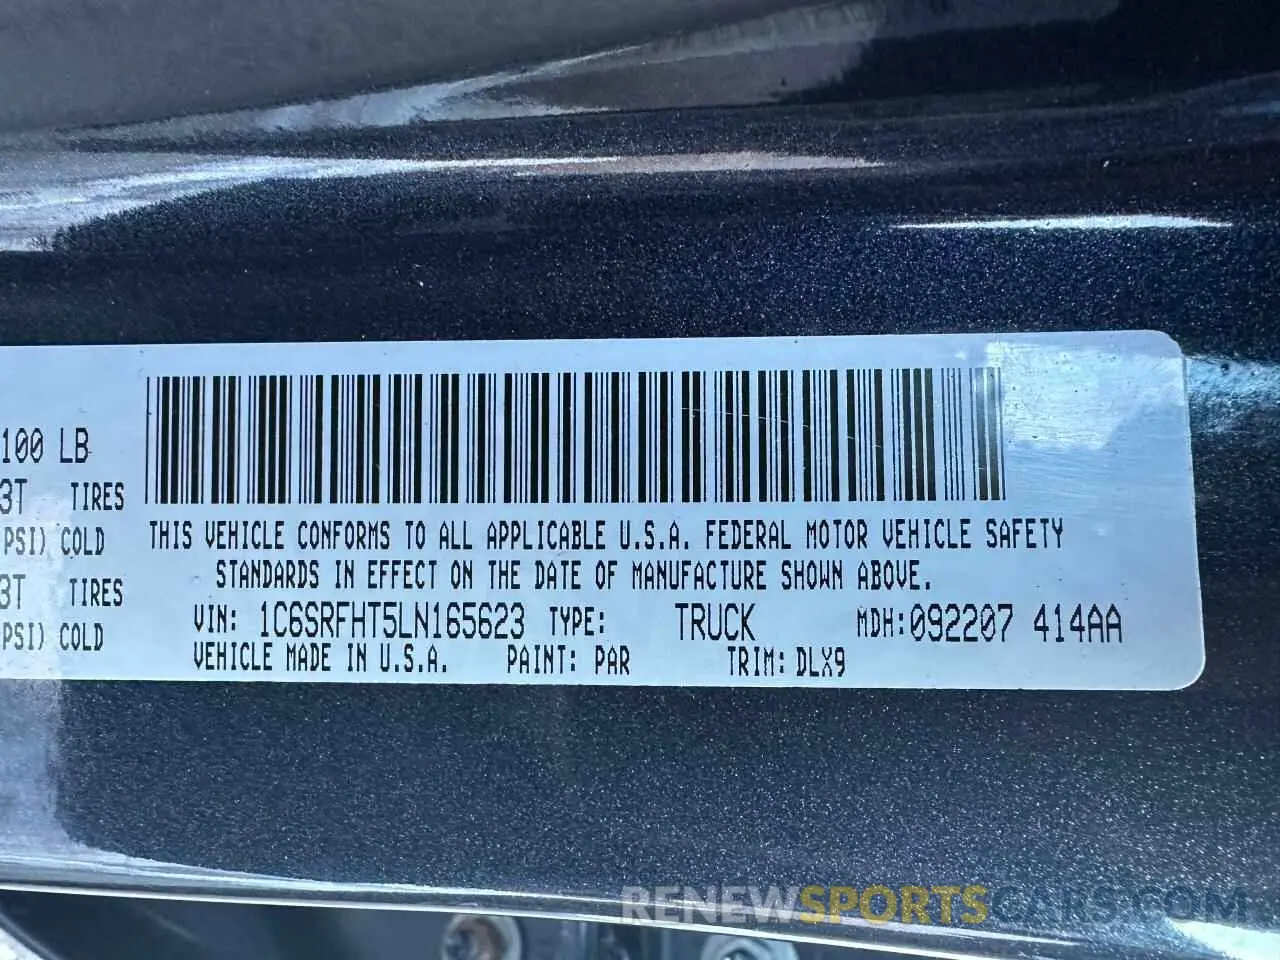 100 LB
3T TIRES
PSI) COLD
3T TIRES
PSI) COLD
THIS VEHICLE CONFORMS TO ALL APPLICABLE U.S.A. FEDERAL MOTOR VEHICLE SAFETY
STANDARDS IN EFFECT ON THE DATE OF MANUFACTURE SHOWN ABOVE.
VIN: 1C6SRFHT5LN165623 TYPE: TRUCK MDH:092207 414AA
VEHICLE MADE IN U.S.A. PAINT: PAR TRIM: DLX9
RENEWSPORTSCARS.COM